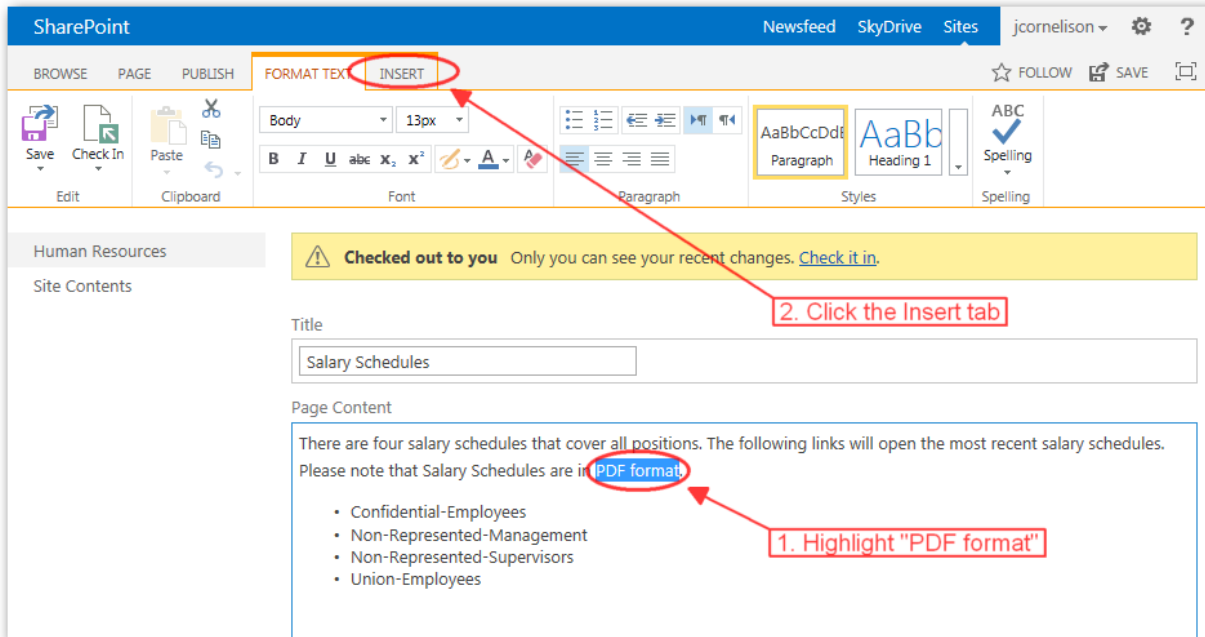 SharePoint Newsfeed SkyDrive Sites jcornelison ?
BROWSE PAGE PUBLISH FORMAT TEXT INSERT FOLLOW SAVE
Body 13px
AaBbCcDdE AaBb ABC
Save Check In Paste Paragraph Heading 1 Spelling
B I U abc x₂ x² A
Edit Clipboard Font Paragraph Styles Spelling
Human Resources
Site Contents
Checked out to you Only you can see your recent changes. Check it in.
2. Click the Insert tab
Title
Salary Schedules
Page Content
There are four salary schedules that cover all positions. The following links will open the most recent salary schedules.
Please note that Salary Schedules are in PDF format.
• Confidential-Employees
• Non-Represented-Management
• Non-Represented-Supervisors
• Union-Employees
1. Highlight "PDF format"